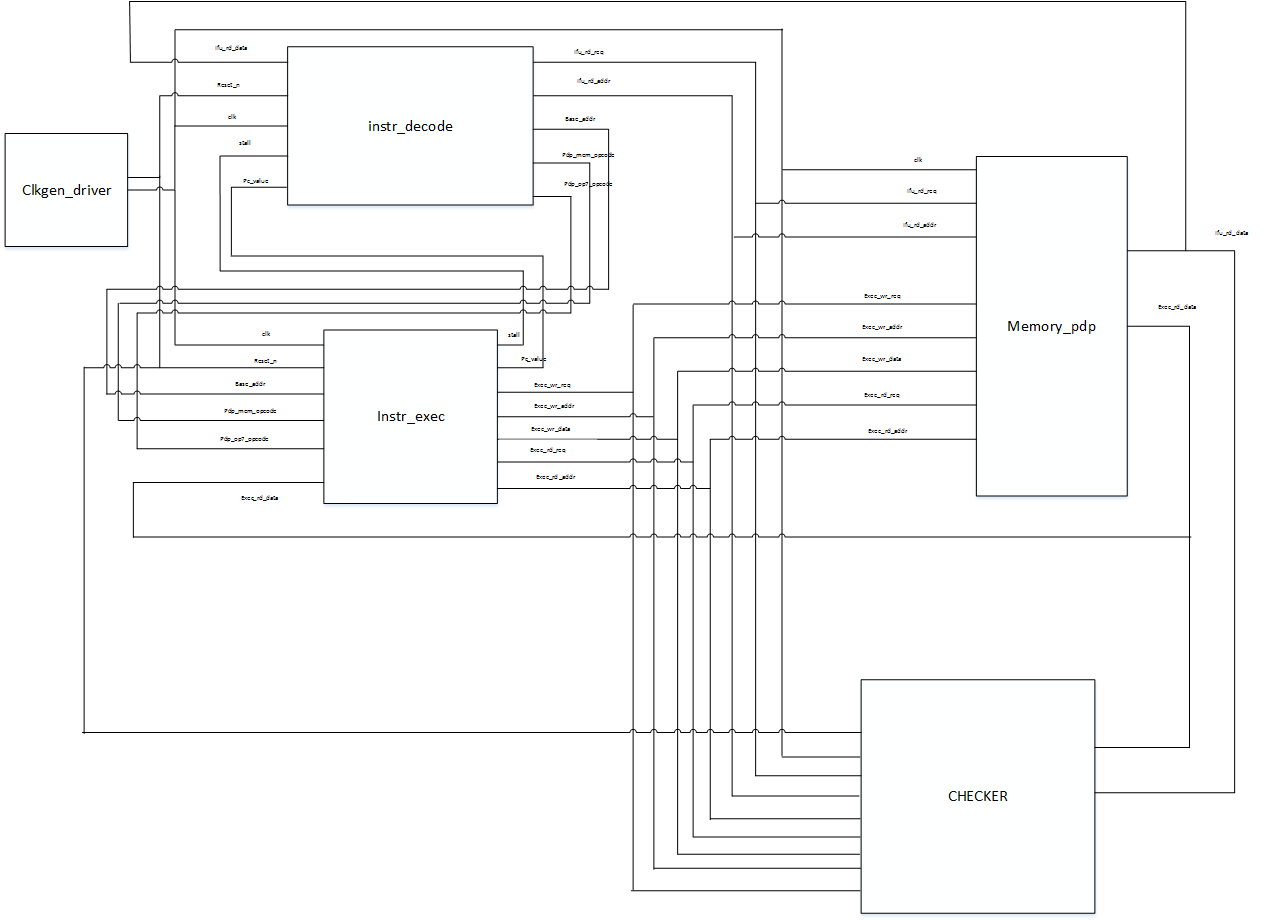 Ifu_rd_data
Reset_n
clk
stall
Pc_value
instr_decode
Ifu_rd_req
Ifu_rd_addr
Base_addr
Pdp_mem_opcode
Pdp_op7_opcode
Clkgen_driver
clk
Ifu_rd_req
Ifu_rd_addr
Exec_wr_req
Exec_wr_addr
Exec_wr_data
Exec_rd_req
Exec_rd_addr
Memory_pdp
Ifu_rd_data
Exec_rd_data
clk
Reset_n
Base_addr
Pdp_mem_opcode
Pdp_op7_opcode
Exec_rd_data
Instr_exec
stall
Pc_value
Exec_wr_req
Exec_wr_addr
Exec_wr_data
Exec_rd_req
Exec_rd_addr
CHECKER